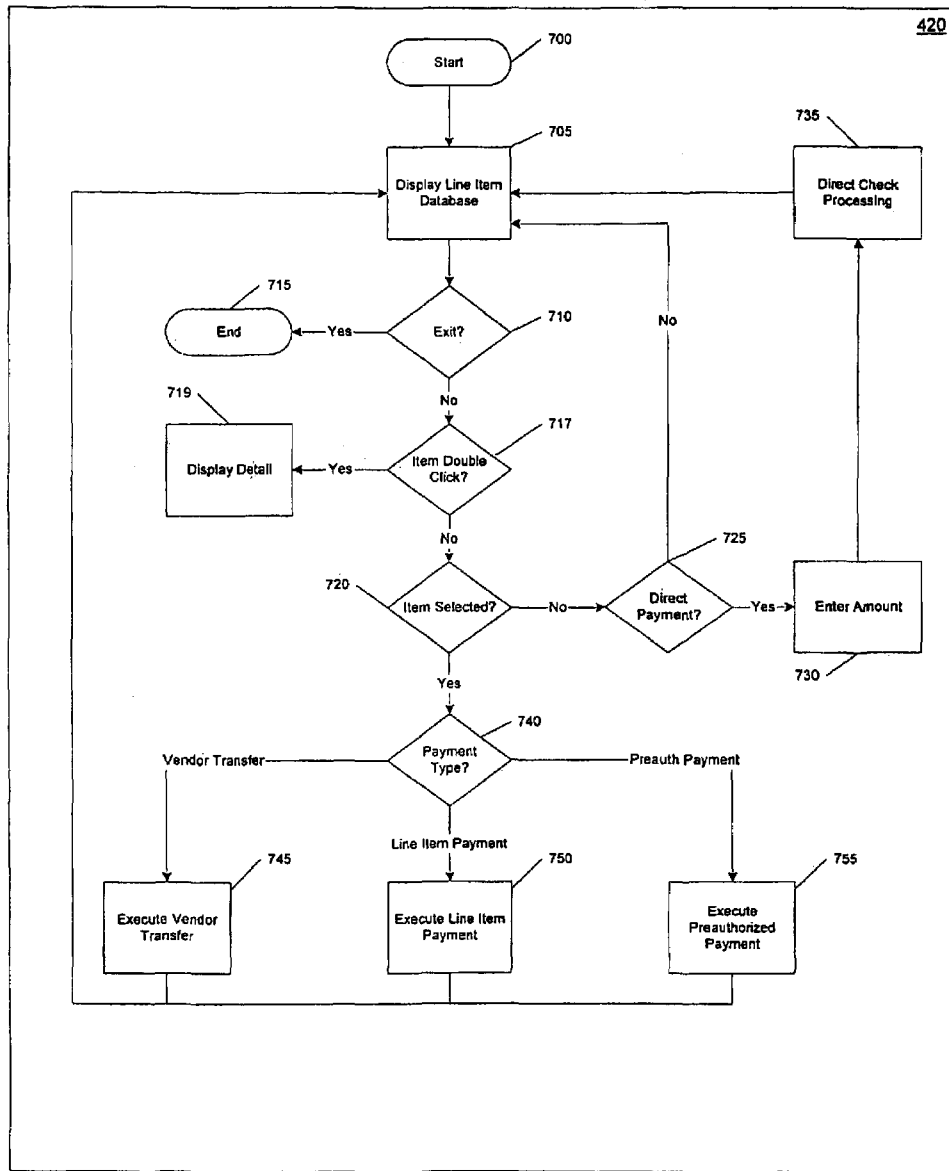 420
700
Start
705
735
Display Line Item
Database
Direct Check
Processing
715
End
Yes
Exit?
710
No
No
719
717
Display Detail
Yes
Item Double
Click?
No
725
720
Item Selected?
No
Direct
Payment?
Yes
Enter Amount
730
Yes
740
Vendor Transfer
Payment
Type?
Preauth Payment
Line Item Payment
745
750
755
Execute Vendor
Transfer
Execute Line Item
Payment
Execute
Preauthorized
Payment